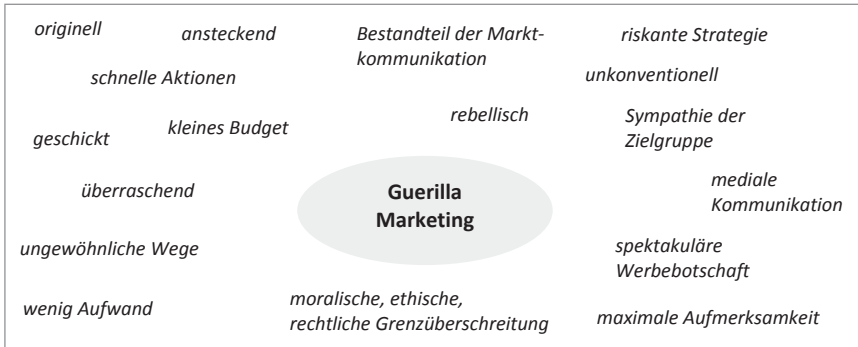 originell
ansteckend
Bestandteil der Markt-
kommunikation
riskante Strategie
schnelle Aktionen
unkonventionell
geschickt
kleines Budget
rebellisch
Sympathie der
Zielgruppe
überraschend
Guerilla
Marketing
mediale
Kommunikation
ungewöhnliche Wege
spektakuläre
Werbebotschaft
wenig Aufwand
moralische, ethische,
rechtliche Grenzüberschreitung
maximale Aufmerksamkeit